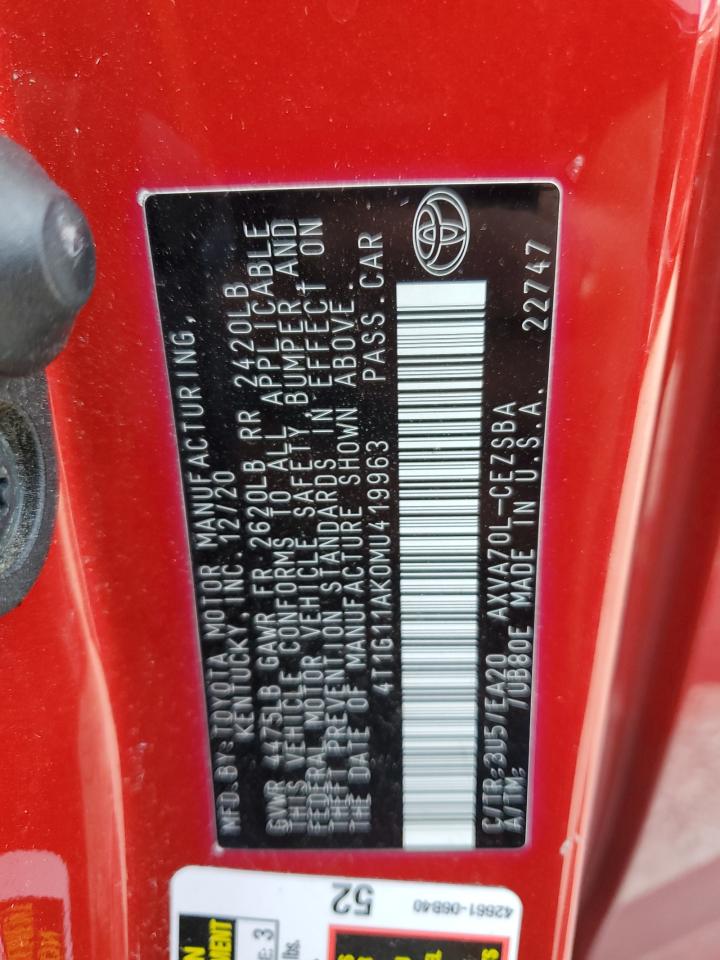 MFD. BY: TOYOTA MOTOR MANUFACTURING,
KENTUCKY, INC. 12/20
GVWR 4475LB GAWR FR 2620LB RR 2420LB
THIS VEHICLE CONFORMS TO ALL APPLICABLE
FEDERAL MOTOR VEHICLE SAFETY, BUMPER AND
THEFT PREVENTION STANDARDS IN EFFECT ON
THE DATE OF MANUFACTURE SHOWN ABOVE.
4T1G11AK0MU419963 PASS.CAR
C/TR:3U5/EA20 AXVA70L-CEZSBA
A/TM: /UB80E MADE IN U.S.A. 22747
52
42661-06B40